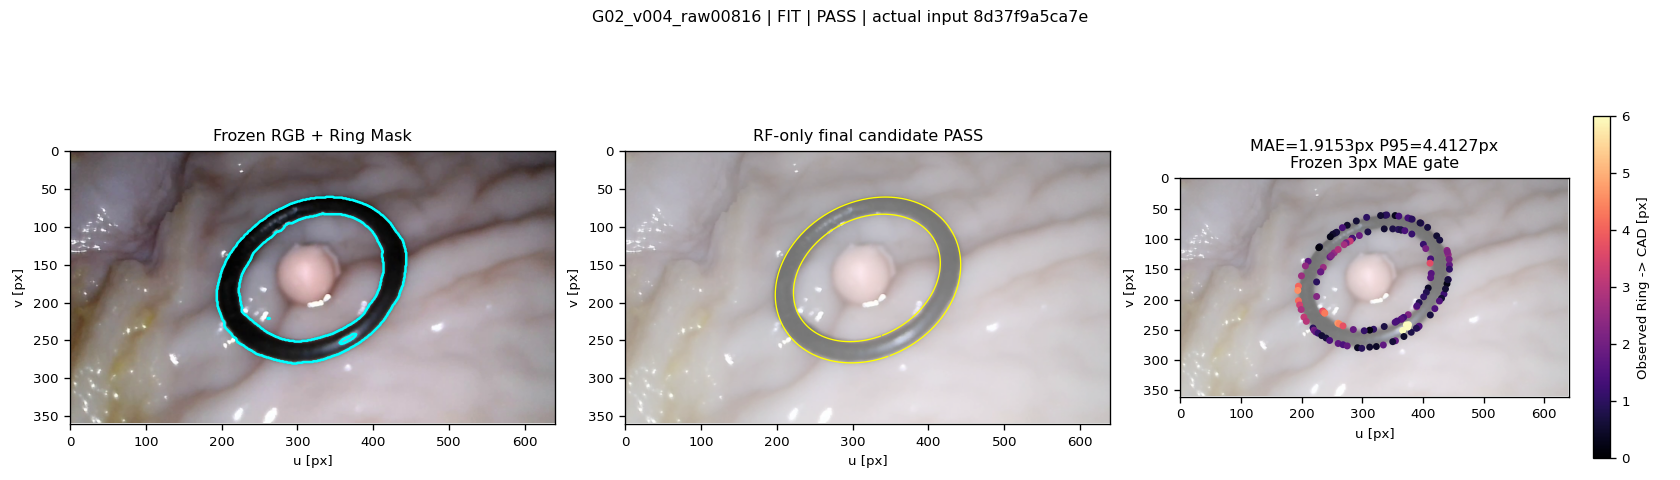 G02_v004_raw00816 | FIT | PASS | actual input 8d37f9a5ca7e
Frozen RGB + Ring Mask
0
50
100
150
200
250
300
350
v [px]
0 100 200 300 400 500 600
u [px]
RF-only final candidate PASS
0
50
100
150
200
250
300
350
v [px]
0 100 200 300 400 500 600
u [px]
MAE=1.9153px P95=4.4127px
Frozen 3px MAE gate
0
50
100
150
200
250
300
350
v [px]
0 100 200 300 400 500 600
u [px]
6
5
4
3
2
1
0
Observed Ring -> CAD [px]